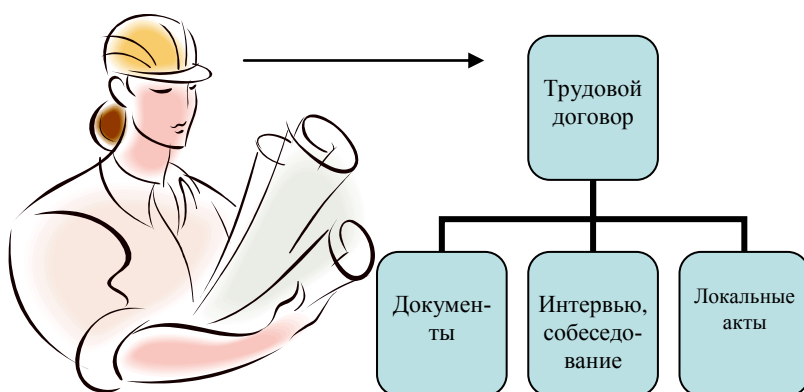 Трудовой
договор
Докумен-
ты
Интервью,
собеседо-
вание
Локальные
акты